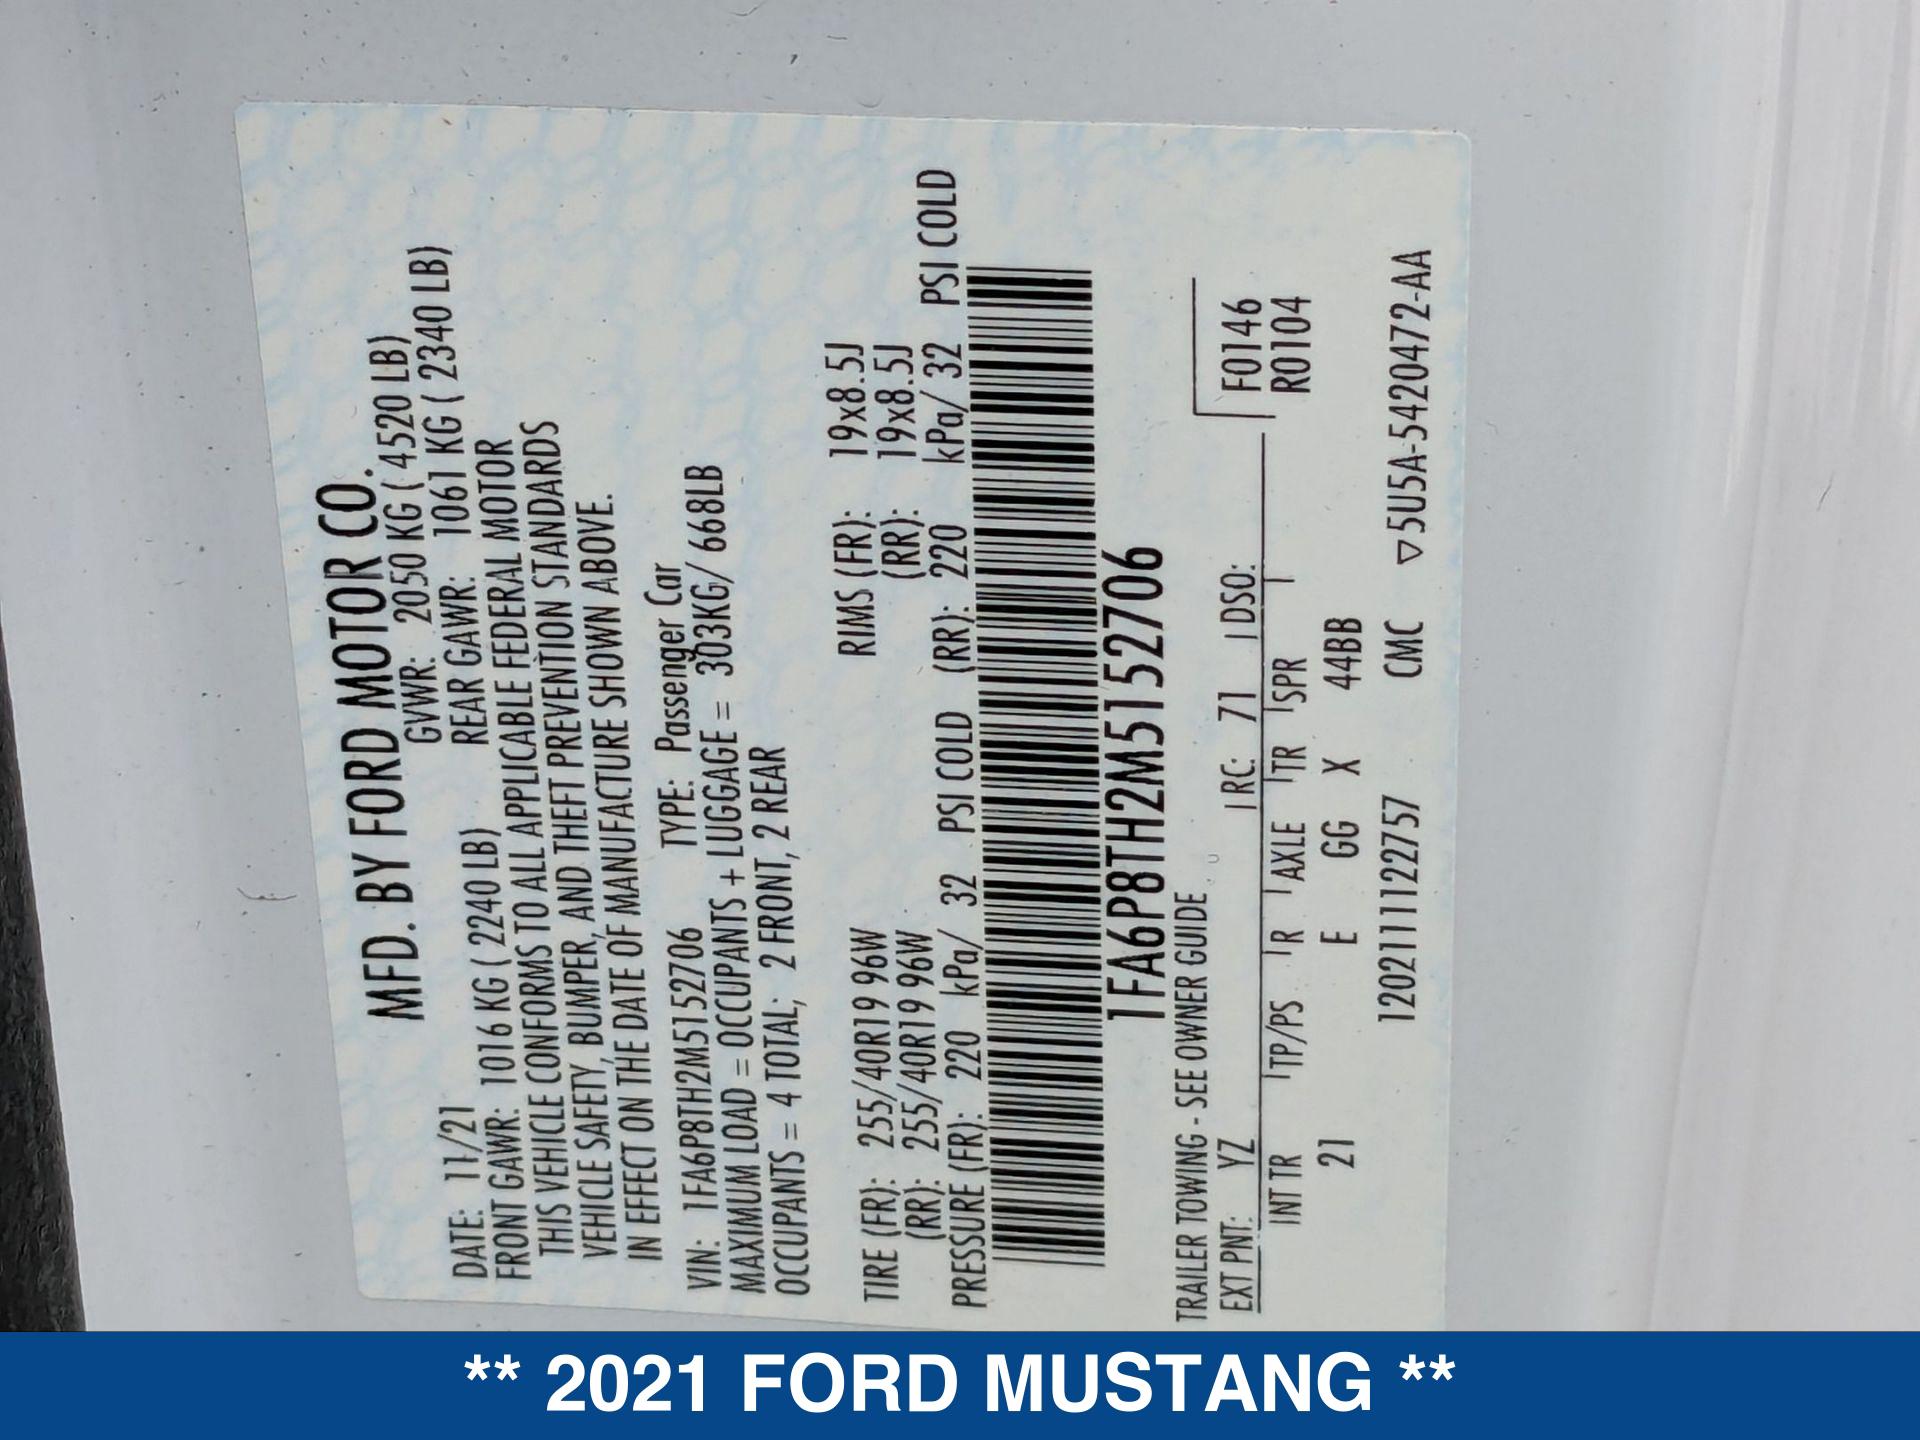 MFD. BY FORD MOTOR CO.
DATE: 11/21 GVWR: 2050 KG ( 4520 LB)
FRONT GAWR: 1016 KG ( 2240 LB) REAR GAWR: 1061 KG ( 2340 LB)
THIS VEHICLE CONFORMS TO ALL APPLICABLE FEDERAL MOTOR
VEHICLE SAFETY, BUMPER, AND THEFT PREVENTION STANDARDS
IN EFFECT ON THE DATE OF MANUFACTURE SHOWN ABOVE.
VIN: 1FA6P8TH2M5152706 TYPE: Passenger Car
MAXIMUM LOAD = OCCUPANTS + LUGGAGE = 303KG/ 668LB
OCCUPANTS = 4 TOTAL; 2 FRONT, 2 REAR
TIRE (FR): 255/40R19 96W RIMS (FR): 19x8.5J
(RR): 255/40R19 96W (RR): 19x8.5J
PRESSURE (FR): 220 kPa/ 32 PSI COLD (RR): 220 kPa/ 32 PSI COLD
1FA6P8TH2M5152706
TRAILER TOWING - SEE OWNER GUIDE
EXT PNT: YZ RC: 71 DSO: F0146
INT TR TP/PS R AXLE TR SPR R0104
21 E GG X 44BB
12021111122757 CMC ▽5U5A-5420472-AA
** 2021 FORD MUSTANG **